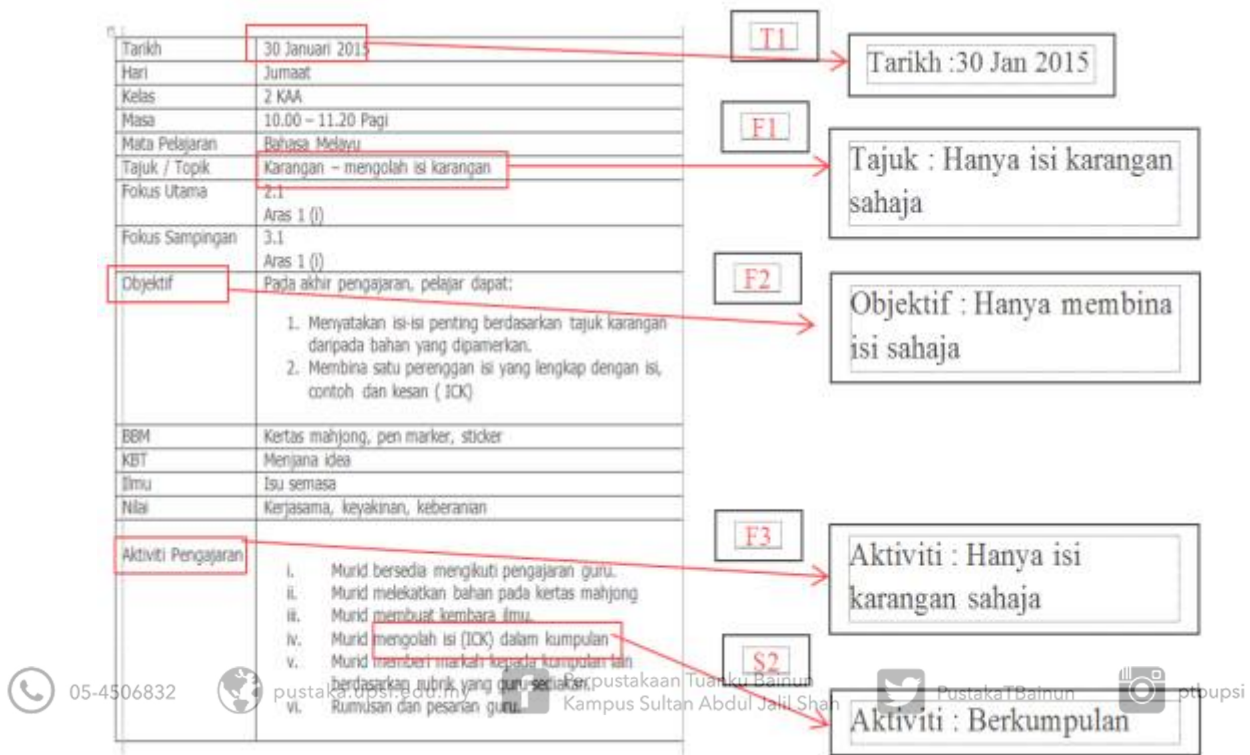 Tarikh 30 Januari 2015
Hari Jumaat
Kelas 2 KAA
Masa 10.00 – 11.20 Pagi
Mata Pelajaran Bahasa Melayu
Tajuk / Topik Karangan – mengolah isi karangan
Fokus Utama 2.1
Aras 1 (i)
Fokus Sampingan 3.1
Aras 1 (i)
Objektif Pada akhir pengajaran, pelajar dapat:
1. Menyatakan isi-isi penting berdasarkan tajuk karangan
daripada bahan yang dipamerkan.
2. Membina satu perenggan isi yang lengkap dengan isi,
contoh dan kesan ( ICK)
BBM Kertas mahjong, pen marker, sticker
KBT Menjana idea
Ilmu Isu semasa
Nilai Kerjasama, keyakinan, keberanian
Aktiviti Pengajaran
i. Murid bersedia mengikuti pengajaran guru.
ii. Murid melekatkan bahan pada kertas mahjong
iii. Murid membuat kembara ilmu.
iv. Murid mengolah isi (ICK) dalam kumpulan
v. Murid memberi markah kepada kumpulan lain
berdasarkan rubrik yang guru sediakan.
vi. Rumusan dan pesanan guru.
T1
Tarikh :30 Jan 2015
F1
Tajuk : Hanya isi karangan
sahaja
F2
Objektif : Hanya membina
isi sahaja
F3
Aktiviti : Hanya isi
karangan sahaja
S2
Aktiviti : Berkumpulan
05-4506832
pustaka.upsi.edu.my
Perpustakaan Tuanku Bainun
Kampus Sultan Abdul Jalil Shah
PustakaTBainun
ptbupsi